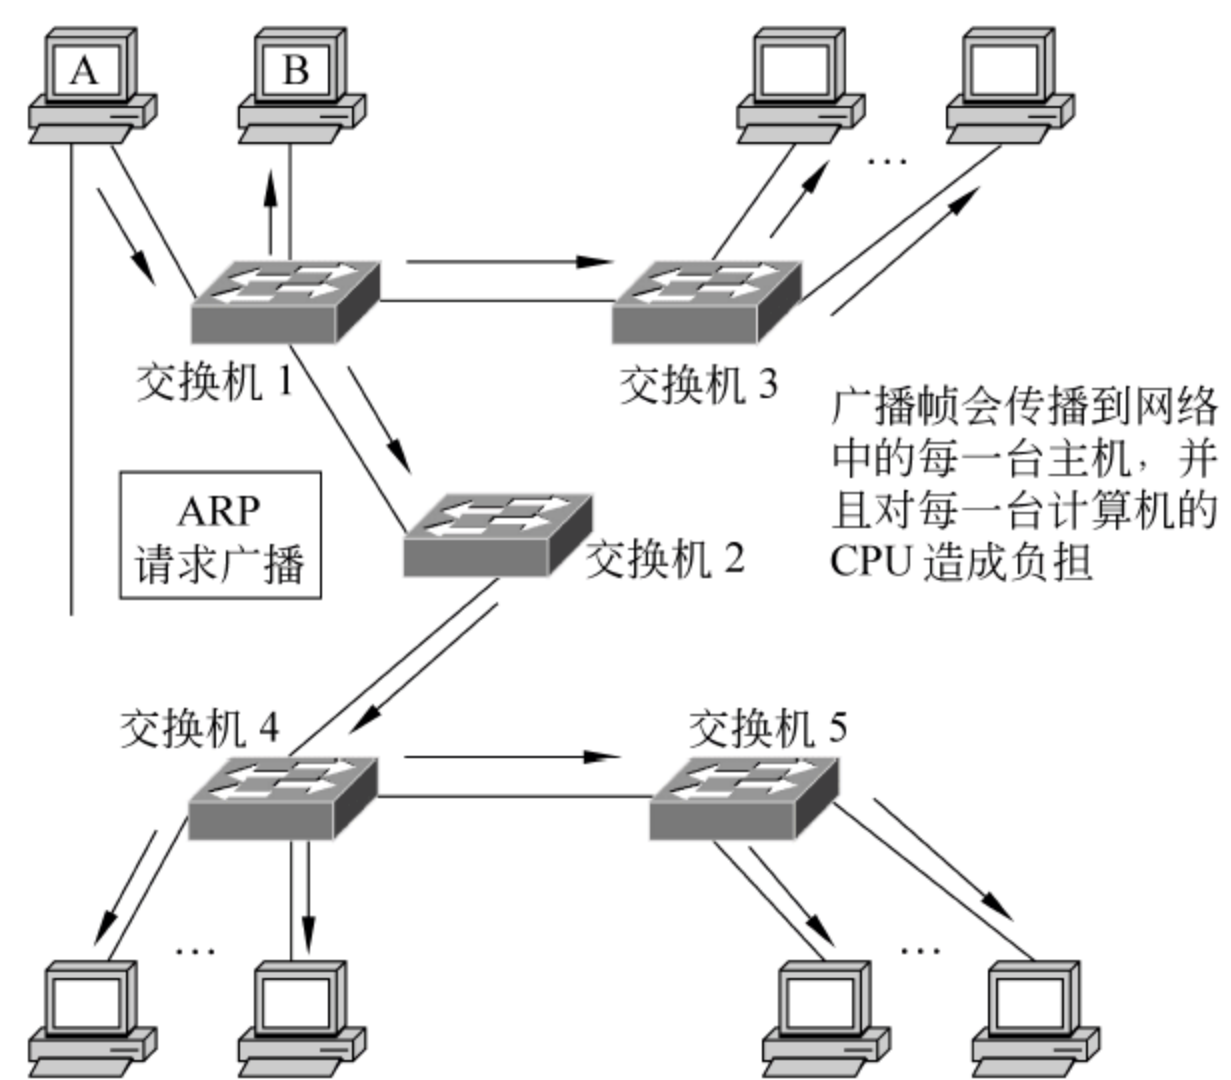 A
B
…
交换机 1
交换机 3
广播帧会传播到网络
中的每一台主机，并
且对每一台计算机的
CPU 造成负担
ARP
请求广播
交换机 2
交换机 4
交换机 5
…
…